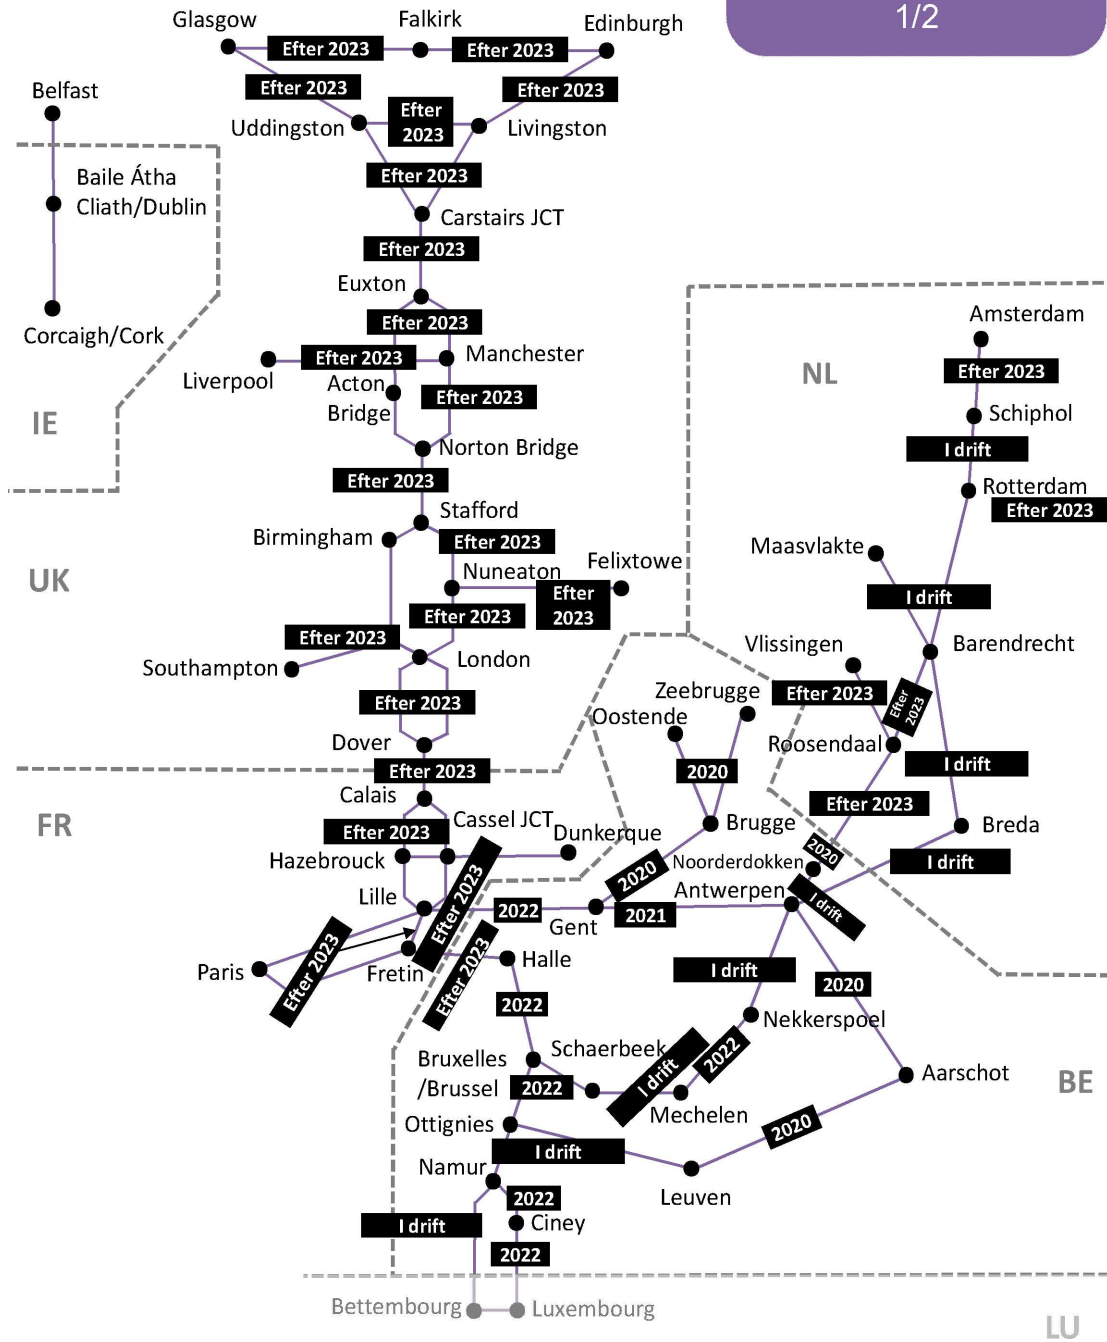 1/2
Glasgow
Falkirk
Edinburgh
Efter 2023
Efter 2023
Efter 2023
Efter 2023
Belfast
Efter
2023
Uddingston
Livingston
Baile Átha
Cliath/Dublin
Efter 2023
Carstairs JCT
Efter 2023
Euxton
Corcaigh/Cork
Efter 2023
Amsterdam
Efter 2023
Manchester
Liverpool
Acton
Bridge
Efter 2023
NL
Efter 2023
Schiphol
IE
Norton Bridge
I drift
Efter 2023
Rotterdam
Efter 2023
Stafford
Birmingham
Efter 2023
Maasvlakte
Felixtowe
Nuneaton
UK
Efter
2023
I drift
Efter 2023
Efter 2023
London
Southampton
Vlissingen
Barendrecht
Zeebrugge
Efter 2023
Efter
2023
Efter 2023
Oostende
Dover
Roosendaal
Efter 2023
2020
I drift
Calais
Efter 2023
FR
Cassel JCT
Efter 2023
Dunkerque
Brugge
Breda
Hazebrouck
2020
Noorderdokken
I drift
Efter 2023
2020
Antwerpen
Lille
I drift
2022
Gent
2021
Efter 2023
Efter 2023
Paris
Fretin
Halle
I drift
2020
2022
Nekkerspoel
Bruxelles
/Brussel
Schaerbeek
I drift
2022
2022
Mechelen
Aarschot
BE
Ottignies
2020
I drift
Namur
Leuven
2022
I drift
Ciney
2022
Bettembourg
Luxembourg
LU